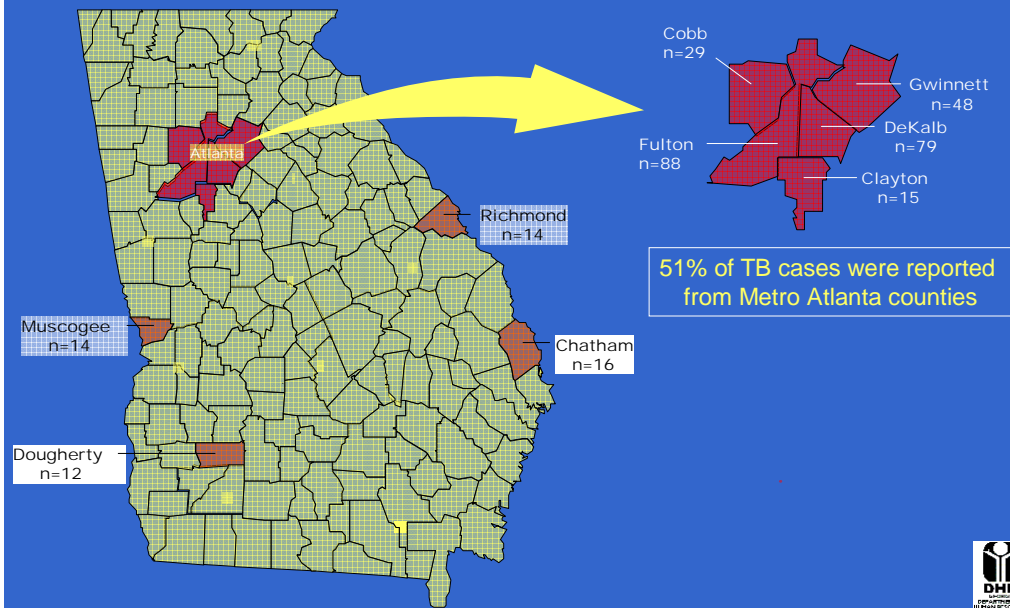 Cobb
n=29
Gwinnett
n=48
DeKalb
n=79
Fulton
n=88
Clayton
n=15
Atlanta
Richmond
n=14
51% of TB cases were reported
from Metro Atlanta counties
Muscogee
n=14
Chatham
n=16
Dougherty
n=12